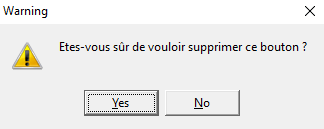 Warning
Etes-vous sûr de vouloir supprimer ce bouton ?
Yes No